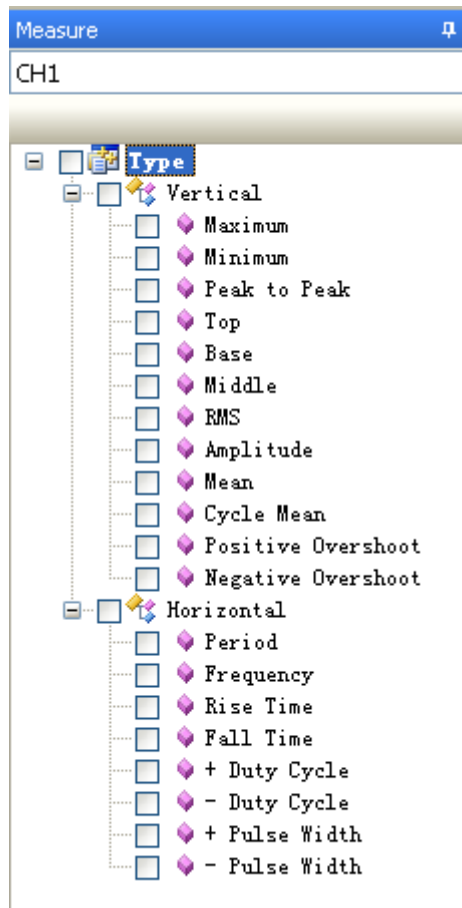 Measure
CH1
Type
Vertical
Maximum
Minimum
Peak to Peak
Top
Base
Middle
RMS
Amplitude
Mean
Cycle Mean
Positive Overshoot
Negative Overshoot
Horizontal
Period
Frequency
Rise Time
Fall Time
+ Duty Cycle
- Duty Cycle
+ Pulse Width
- Pulse Width